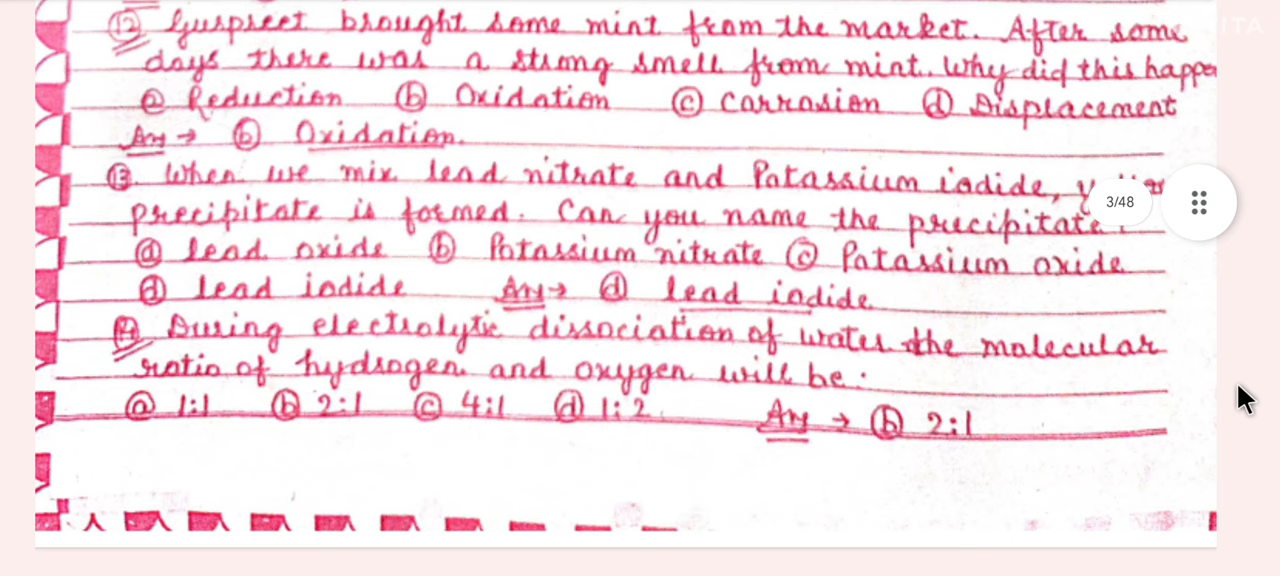 ⑫ Guspreet brought some mint from the market. After some
days there was a strong smell from mint. Why did this happen
ⓐ Reduction ⓑ Oxidation ⓒ Corrosion ⓓ Displacement
Ans → ⓑ Oxidation.
⑬ When we mix lead nitrate and Potassium iodide,
precipitate is formed. Can you name the precipitate.
ⓐ lead oxide ⓑ Potassium nitrate ⓒ Potassium oxide
ⓓ lead iodide Ans → ⓓ lead iodide
⑭ During electrolytic dissociation of water the molecular
ratio of hydrogen and oxygen will be:
ⓐ 1:1 ⓑ 2:1 ⓒ 4:1 ⓓ 1:2 Ans → ⓑ 2:1
3/48